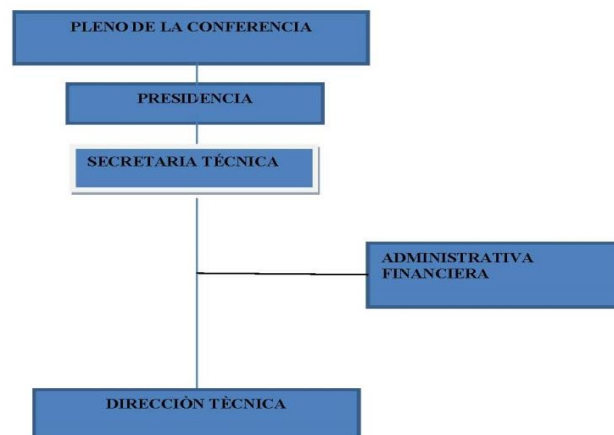 PLENO DE LA CONFERENCIA
PRESIDENCIA
SECRETARIA TÉCNICA
ADMINISTRATIVA
FINANCIERA
DIRECCIÒN TÈCNICA